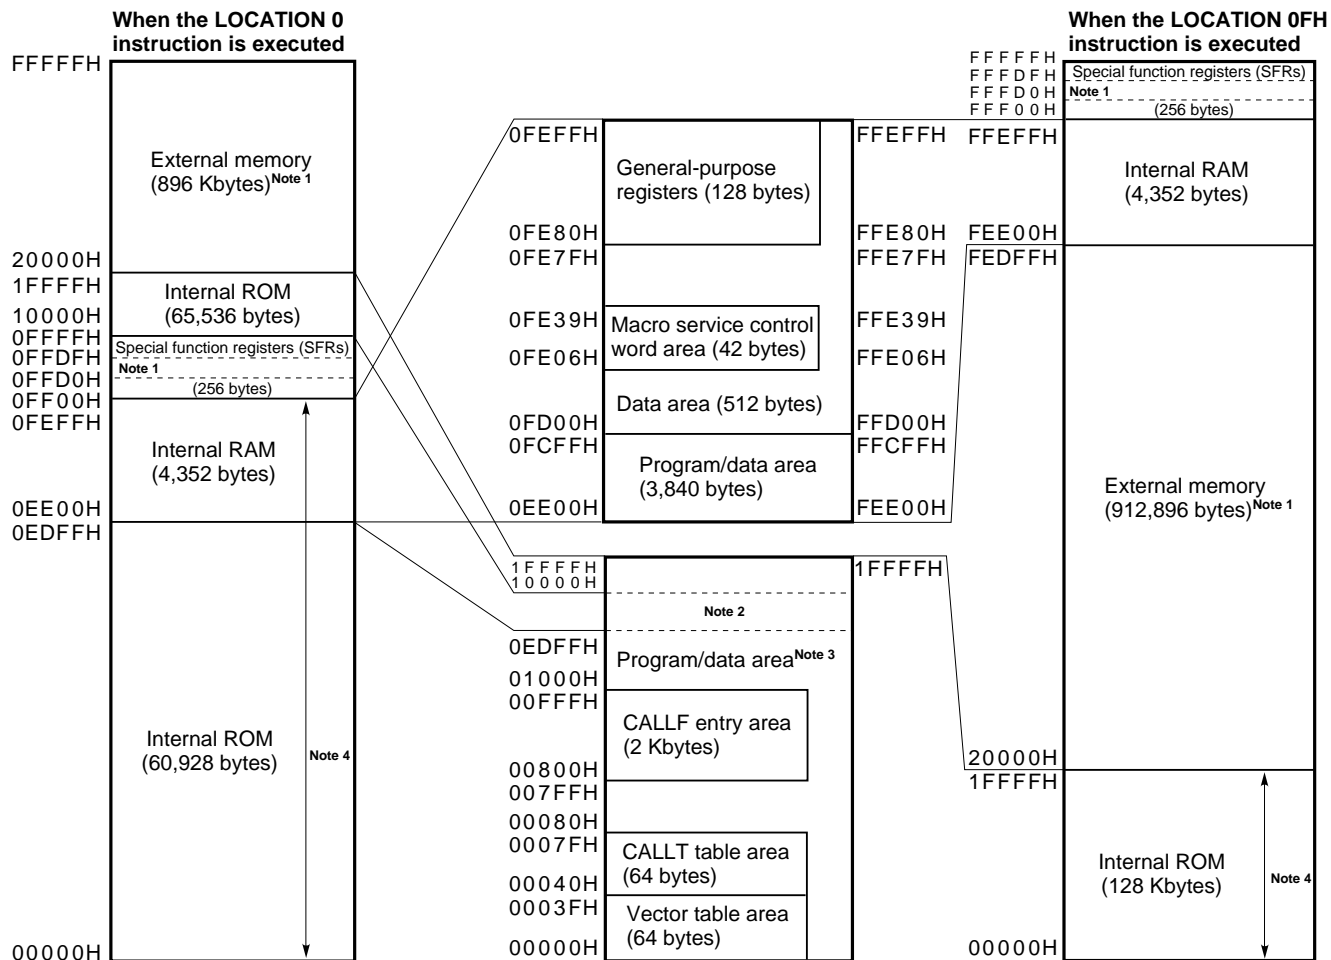 When the LOCATION 0
instruction is executed
FFFFFH
External memory
(896 Kbytes)Note 1
20000H
1FFFFH
Internal ROM
(65,536 bytes)
10000H
0FFFFH
Special function registers (SFRs)
0FFDFH
Note 1
0FFD0H
(256 bytes)
0FF00H
0FEFFH
Internal RAM
(4,352 bytes)
0EE00H
0EDFFH
Internal ROM
(60,928 bytes)
Note 4
00000H
0FEFFH
FFEFFH
General-purpose
registers (128 bytes)
0FE80H
FFE80H
0FE7FH
FFE7FH
0FE39H
FFE39H
Macro service control
word area (42 bytes)
0FE06H
FFE06H
Data area (512 bytes)
0FD00H
FFD00H
0FCFFH
FFCFFH
Program/data area
(3,840 bytes)
0EE00H
FEE00H
1FFFFH
1FFFFH
10000H
Note 2
0EDFFH
Program/data areaNote 3
01000H
00FFFH
CALLF entry area
(2 Kbytes)
00800H
007FFH
00080H
0007FH
CALLT table area
(64 bytes)
00040H
0003FH
Vector table area
(64 bytes)
00000H
When the LOCATION 0FH
instruction is executed
FFFFFH
Special function registers (SFRs)
FFFDFH
Note 1
FFFD0H
(256 bytes)
FFF00H
FFEFFH
Internal RAM
(4,352 bytes)
FEE00H
FEDFFH
External memory
(912,896 bytes)Note 1
20000H
1FFFFH
Internal ROM
(128 Kbytes)
Note 4
00000H